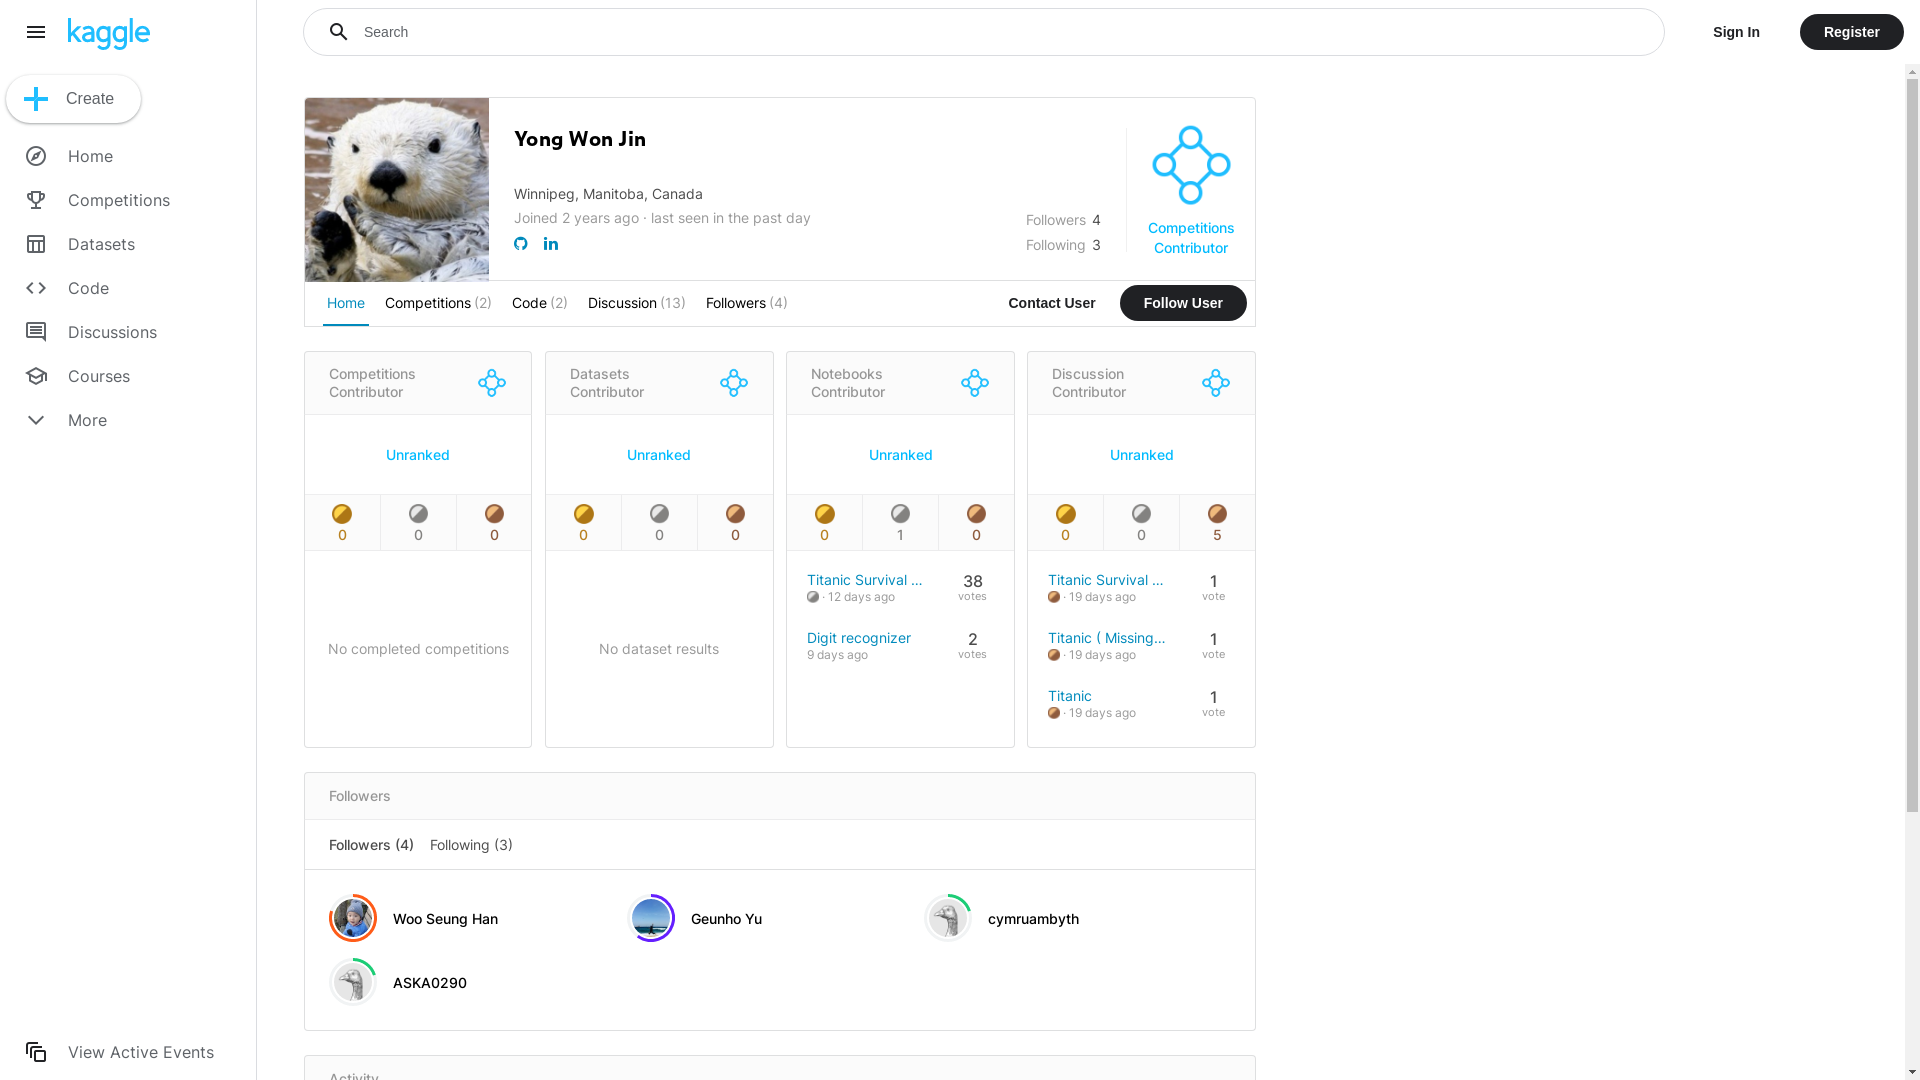 kaggle
Search
Sign In
Register
Create
Home
Competitions
Datasets
Code
Discussions
Courses
More
View Active Events
Yong Won Jin
Winnipeg, Manitoba, Canada
Joined 2 years ago · last seen in the past day
Followers 4
Following 3
Competitions
Contributor
Home
Competitions (2)
Code (2)
Discussion (13)
Followers (4)
Contact User
Follow User
Competitions
Contributor
Unranked
0
0
0
No completed competitions
Datasets
Contributor
Unranked
0
0
0
No dataset results
Notebooks
Contributor
Unranked
0
1
0
Titanic Survival ...
· 12 days ago
38
votes
Digit recognizer
9 days ago
2
votes
Discussion
Contributor
Unranked
0
0
5
Titanic Survival ...
· 19 days ago
1
vote
Titanic ( Missing...
· 19 days ago
1
vote
Titanic
· 19 days ago
1
vote
Followers
Followers (4)
Following (3)
Woo Seung Han
Geunho Yu
cymruambyth
ASKA0290
Activity